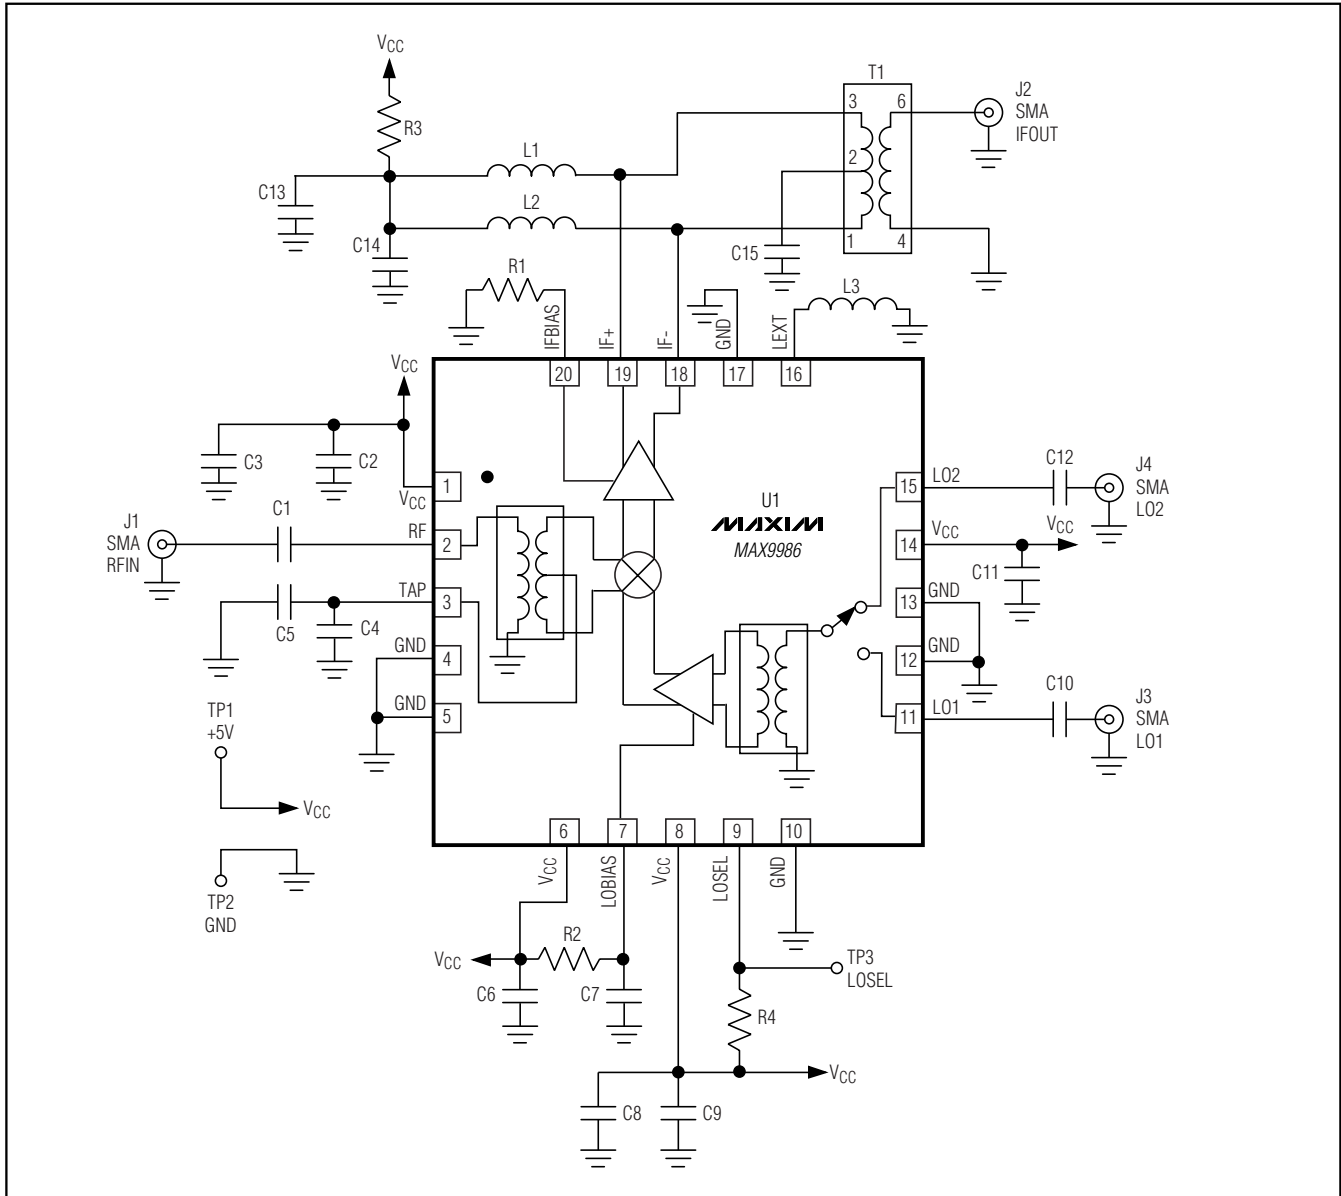 VCC
R3
C13
C14
L1
L2
T1
3
6
2
1
4
J2
SMA
IFOUT
C15
R1
L3
IFBIAS
IF+
IF-
GND
LEXT
20
19
18
17
16
VCC
C3
C2
1
VCC
J1
SMA
RFIN
C1
RF
2
TAP
3
C5
C4
GND
4
GND
5
U1
MAXIM
MAX9986
15
LO2
C12
J4
SMA
LO2
14
VCC
VCC
C11
13
GND
12
GND
11
LO1
C10
J3
SMA
LO1
TP1
+5V
VCC
TP2
GND
6
7
8
9
10
VCC
LOBIAS
VCC
LOSEL
GND
VCC
R2
C6
C7
TP3
LOSEL
R4
VCC
C8
C9